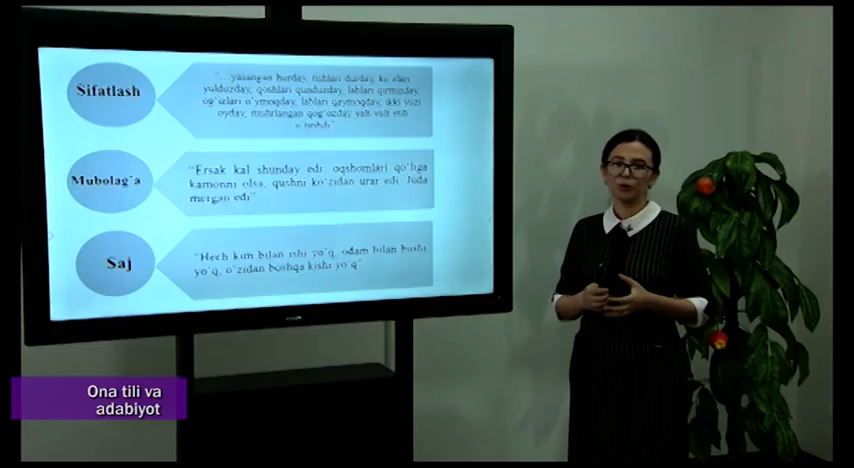 Sifatlash
"...yasangan hurday, tishlari durday, ko'zlari
yulduzday, qoshlari qunduzday, lablari qirmizday,
og'izlari o'ymoqday, lablari qaymoqday, ikki yuzi
oyday, muhrlangan qog'ozday yalt-yult etib
Mubolag'a
"Ersak kal shunday edi: oqshomlari qo'liga
kamonni olsa, qushni ko'zidan urar edi. Juda
mergan edi"
Saj
"Hech kim bilan ishi yo'q, odam bilan
yo'q, o'zidan boshqa kishi yo'q"
Ona tili va
adabiyot